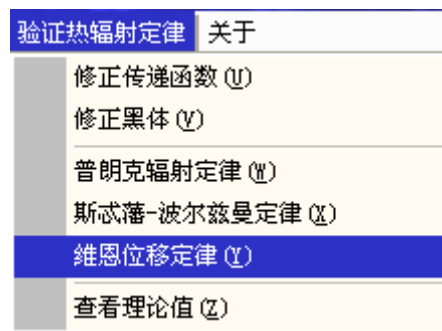 验证热辐射定律 关于
修正传递函数(U)
修正黑体(V)
普朗克辐射定律(W)
斯忒藩-波尔兹曼定律(X)
維恩位移定律(Y)
查看理论值(Z)